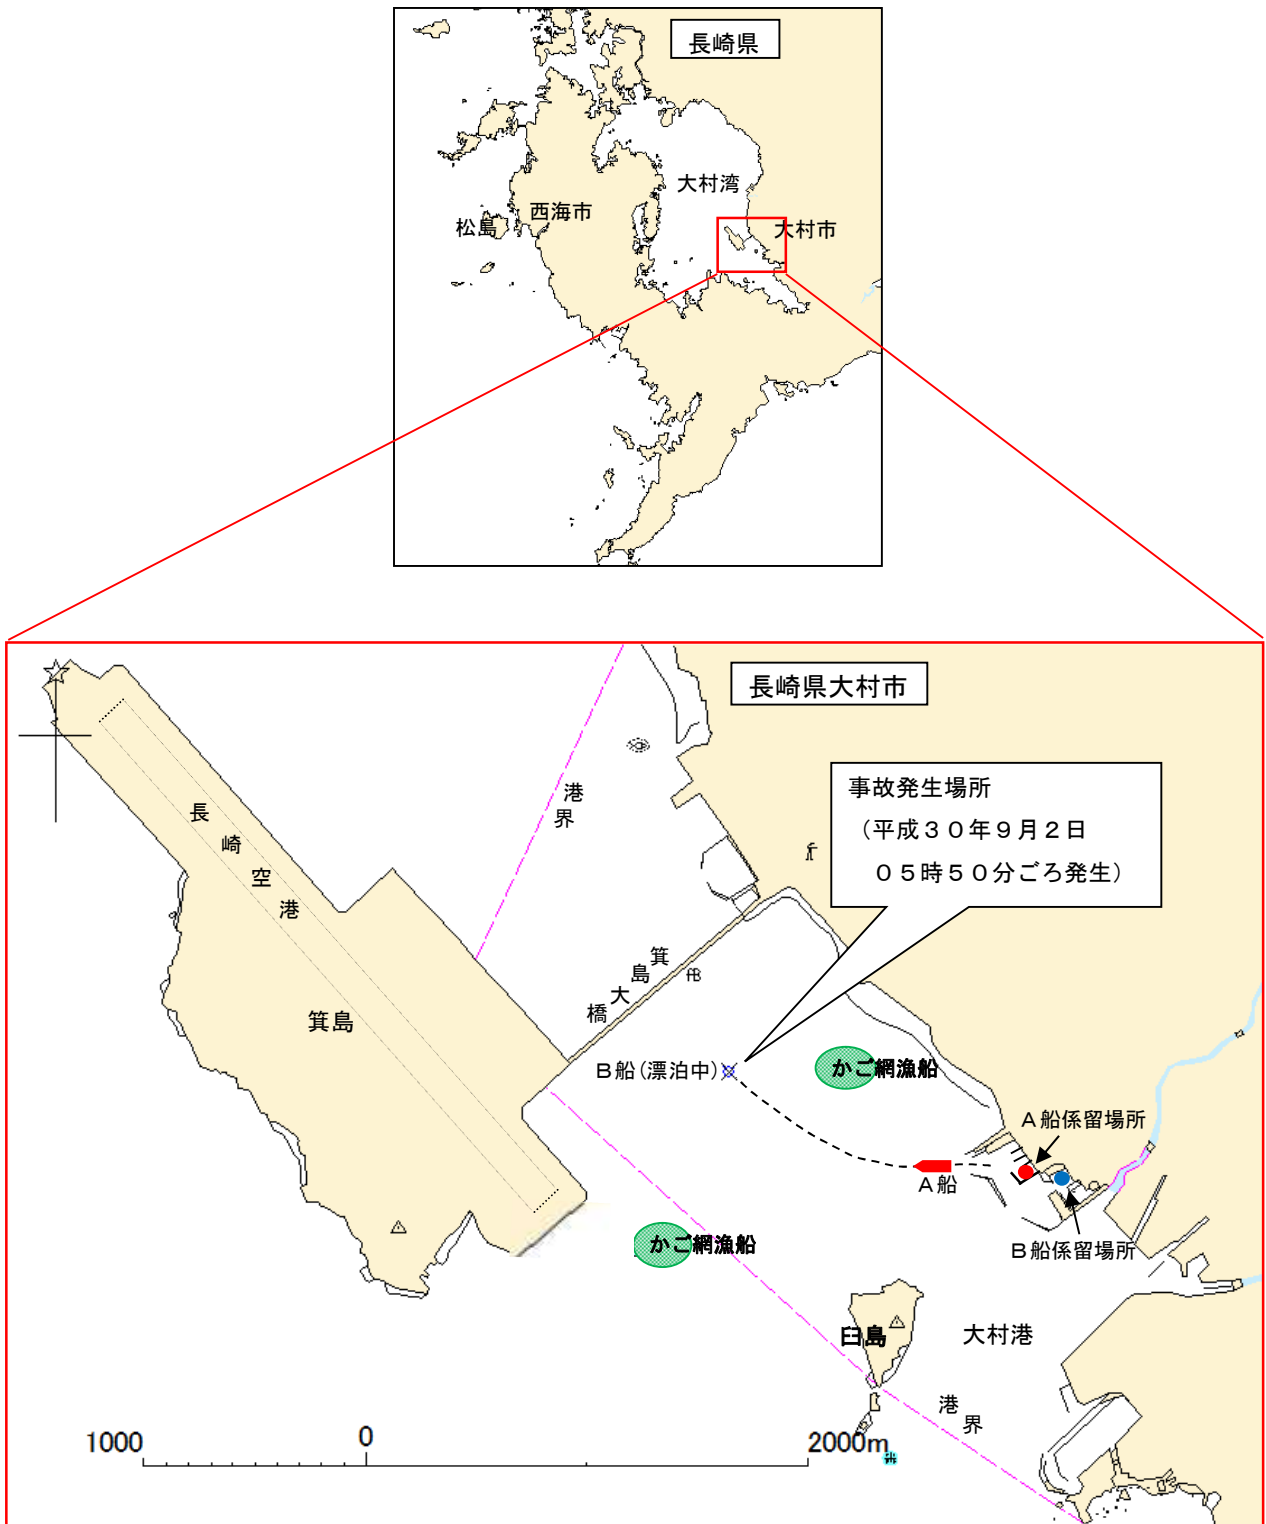 長崎県
大村湾
西海市
松島
大村市
長崎県大村市
事故発生場所
（平成３０年９月２日
０５時５０分ごろ発生）
港界
長崎空港
箕島大橋
箕島
Ｂ船（漂泊中）
かご網漁船
Ａ船係留場所
Ａ船
Ｂ船係留場所
かご網漁船
臼島
大村港
港界
1000
0
2000m